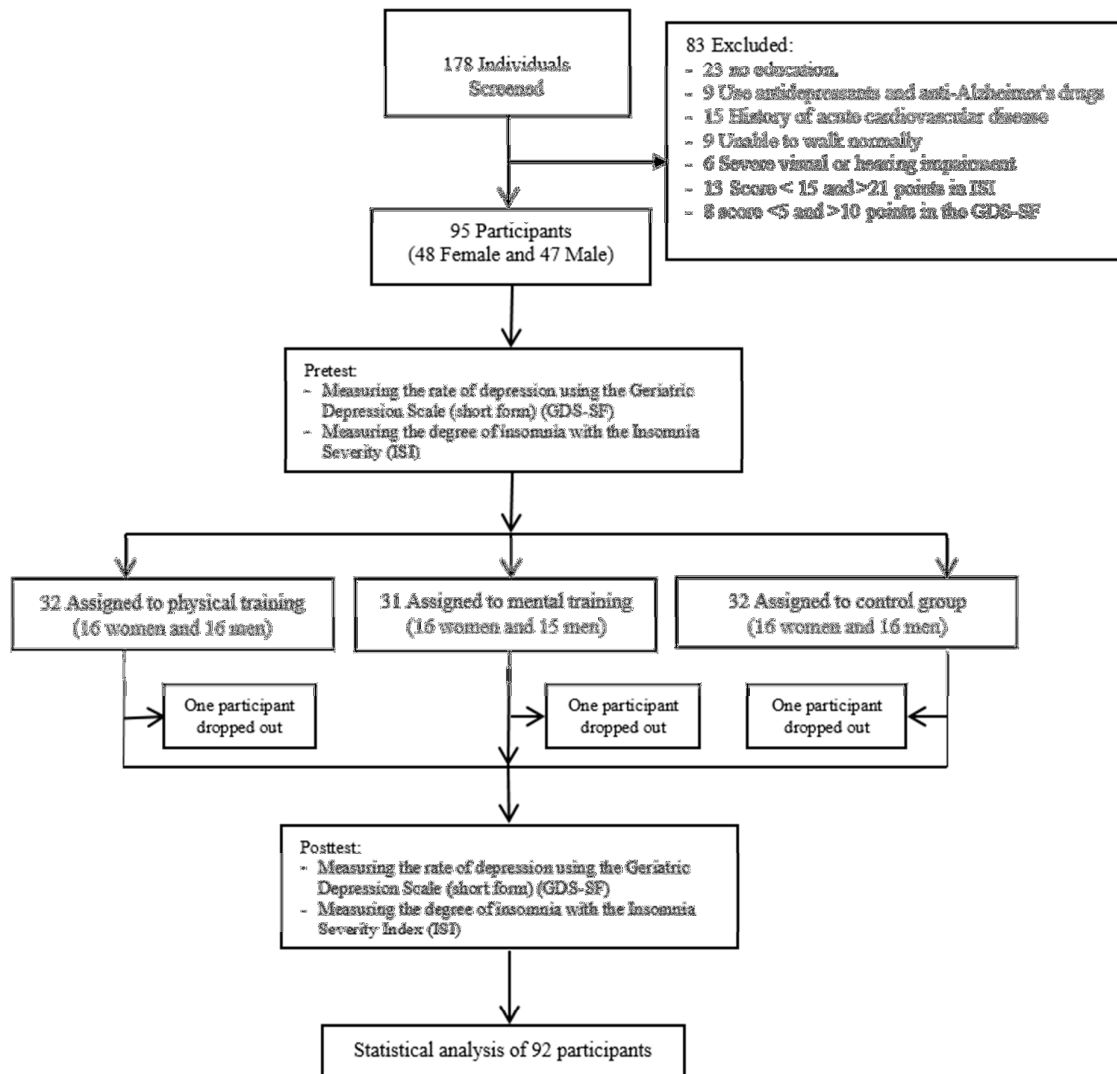 178 Individuals
Screened
83 Excluded:
- 23 no education.
- 9 Use antidepressants and anti-Alzheimer's drugs
- 15 History of acute cardiovascular disease
- 9 Unable to walk normally
- 6 Severe visual or hearing impairment
- 13 Score < 15 and >21 points in ISI
- 8 score <5 and >10 points in the GDS-SF
95 Participants
(48 Female and 47 Male)
Pretest:
- Measuring the rate of depression using the Geriatric
Depression Scale (short form) (GDS-SF)
- Measuring the degree of insomnia with the Insomnia
Severity (ISI)
32 Assigned to physical training
(16 women and 16 men)
31 Assigned to mental training
(16 women and 15 men)
32 Assigned to control group
(16 women and 16 men)
One participant
dropped out
One participant
dropped out
One participant
dropped out
Posttest:
- Measuring the rate of depression using the Geriatric
Depression Scale (short form) (GDS-SF)
- Measuring the degree of insomnia with the Insomnia
Severity Index (ISI)
Statistical analysis of 92 participants